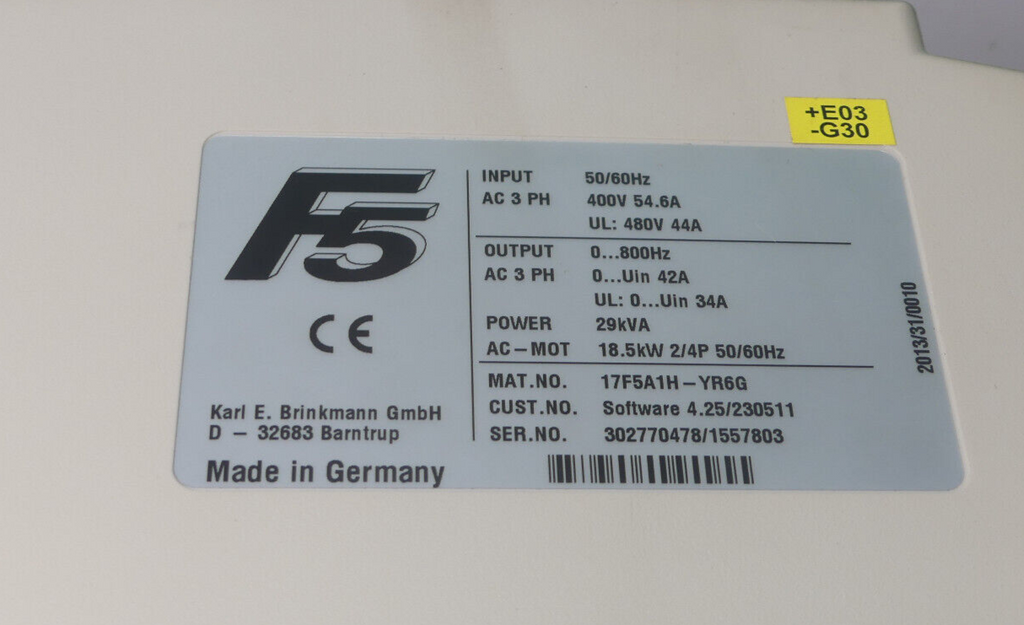 +E03
-G30
F5
CE
Karl E. Brinkmann GmbH
D – 32683 Barntrup
Made in Germany
INPUT 50/60Hz
AC 3 PH 400V 54.6A
UL: 480V 44A
OUTPUT 0...800Hz
AC 3 PH 0...Uin 42A
UL: 0...Uin 34A
POWER 29kVA
AC–MOT 18.5kW 2/4P 50/60Hz
MAT.NO. 17F5A1H–YR6G
CUST.NO. Software 4.25/230511
SER.NO. 302770478/1557803
2013/31/0010